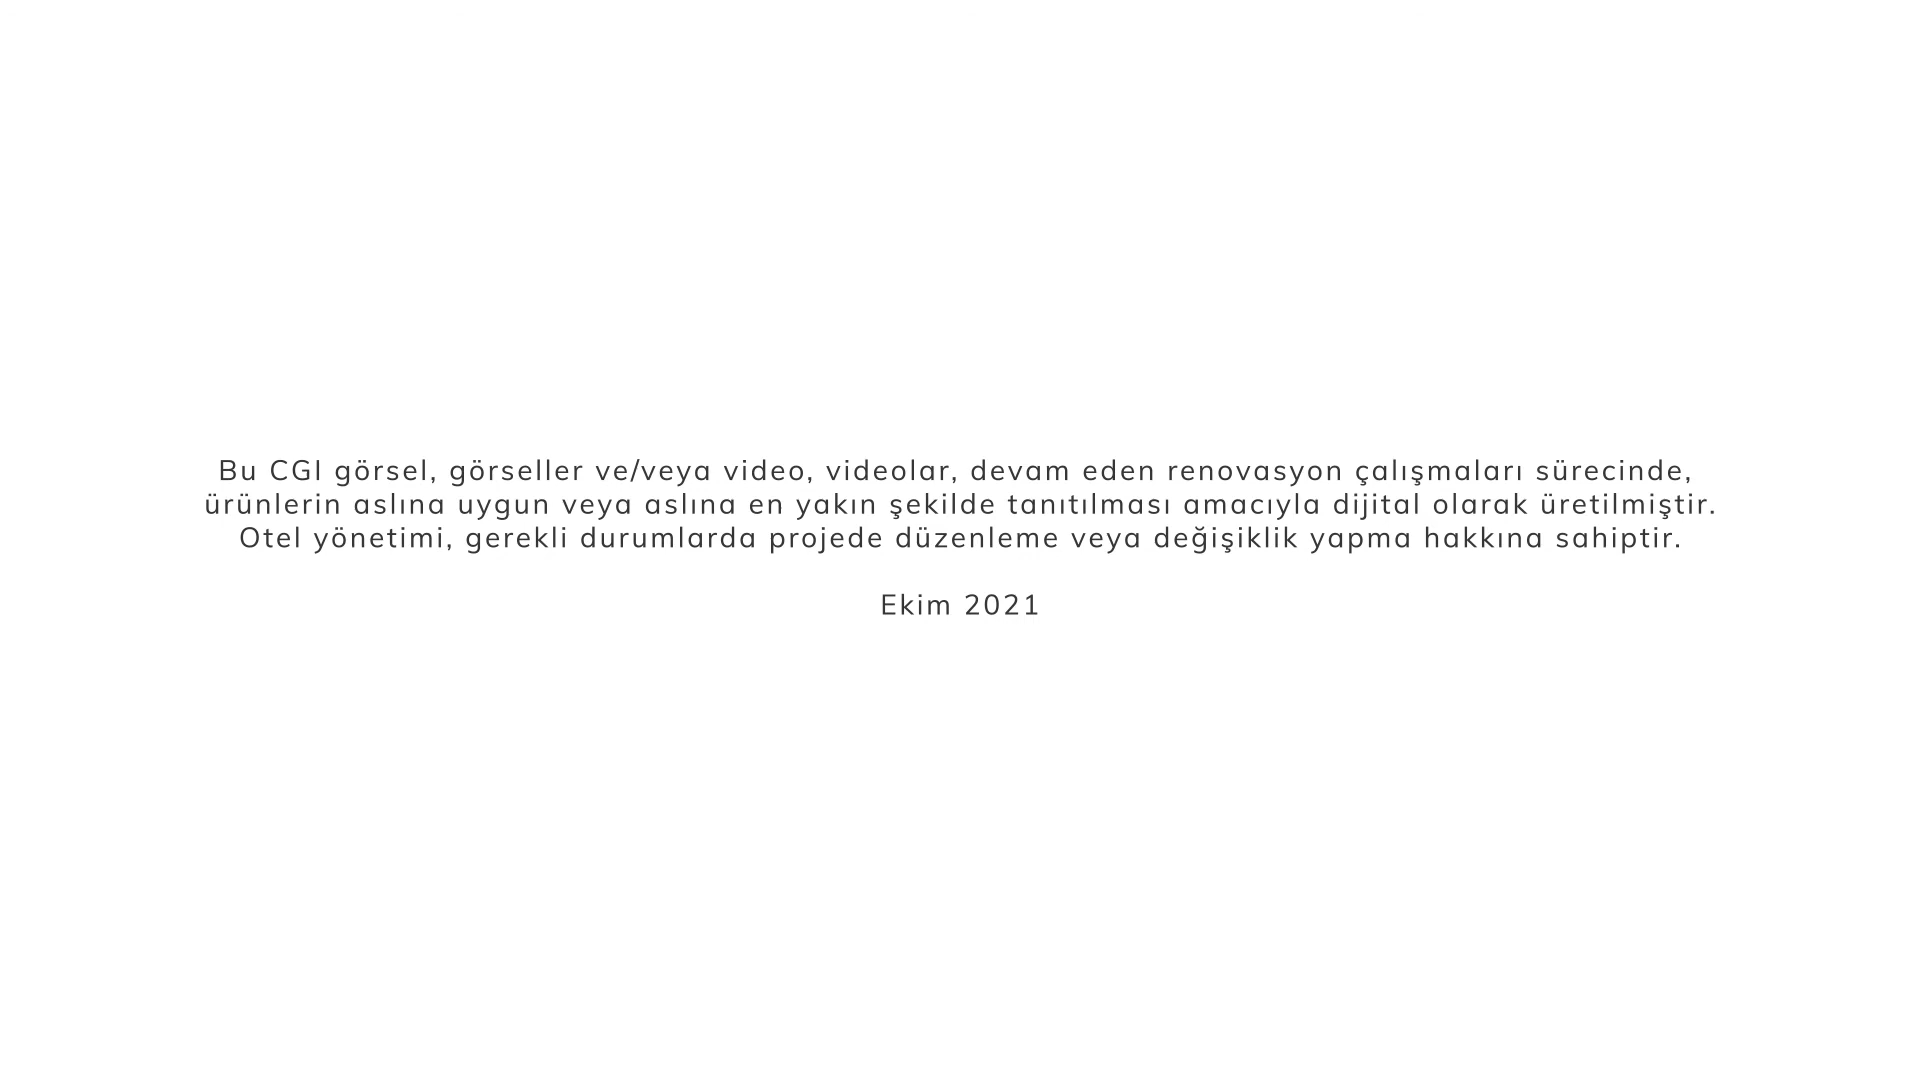 Bu CGI görsel, görseller ve/veya video, videolar, devam eden renovasyon çalışmaları sürecinde,
ürünlerin aslına uygun veya aslına en yakın şekilde tanıtılması amacıyla dijital olarak üretilmiştir.
Otel yönetimi, gerekli durumlarda projede düzenleme veya değişiklik yapma hakkına sahiptir.
Ekim 2021